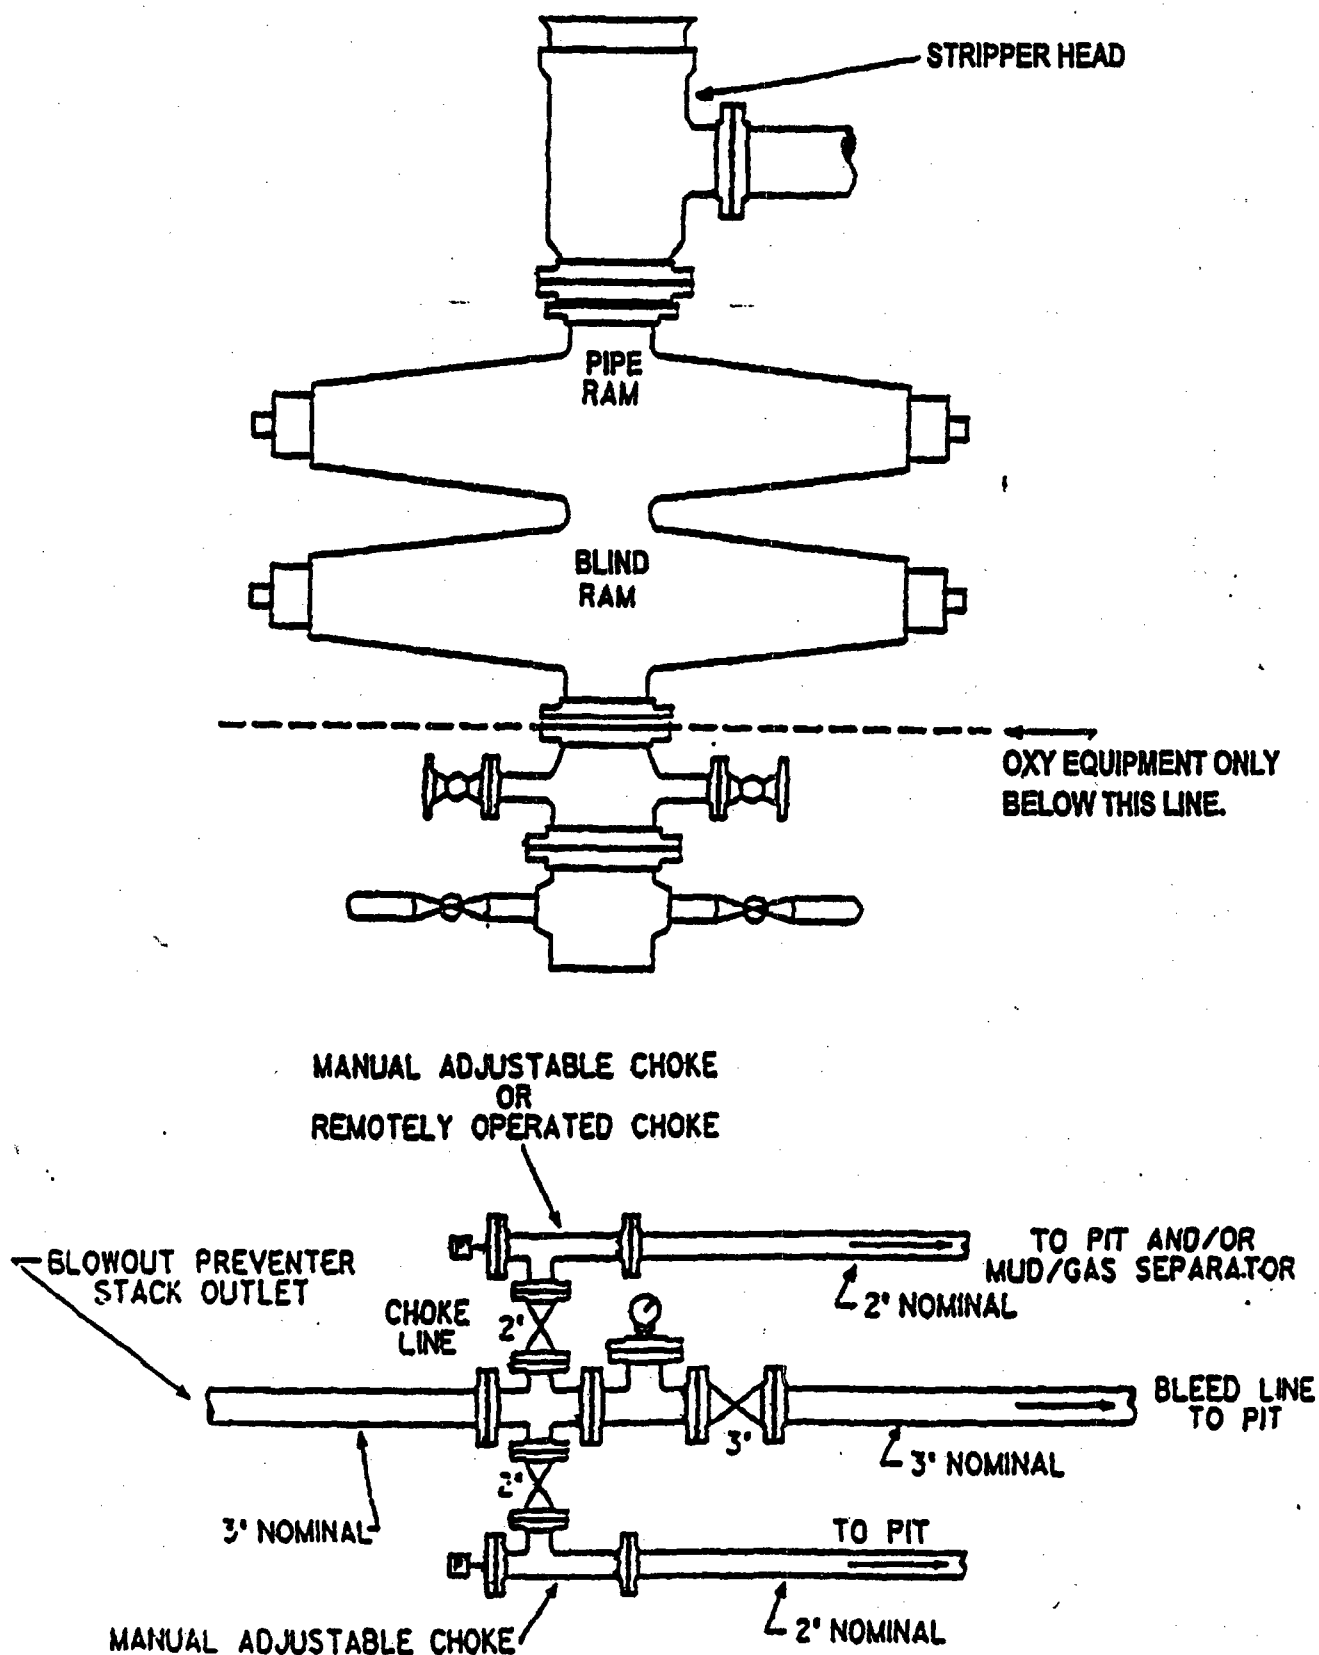 STRIPPER HEAD
PIPE
RAM
BLIND
RAM
OXY EQUIPMENT ONLY
BELOW THIS LINE.
MANUAL ADJUSTABLE CHOKE
OR
REMOTELY OPERATED CHOKE
BLOWOUT PREVENTER
STACK OUTLET
CHOKE
LINE
2"
TO PIT AND/OR
MUD/GAS SEPARATOR
2" NOMINAL
BLEED LINE
TO PIT
3"
3" NOMINAL
2"
3" NOMINAL
TO PIT
2" NOMINAL
MANUAL ADJUSTABLE CHOKE